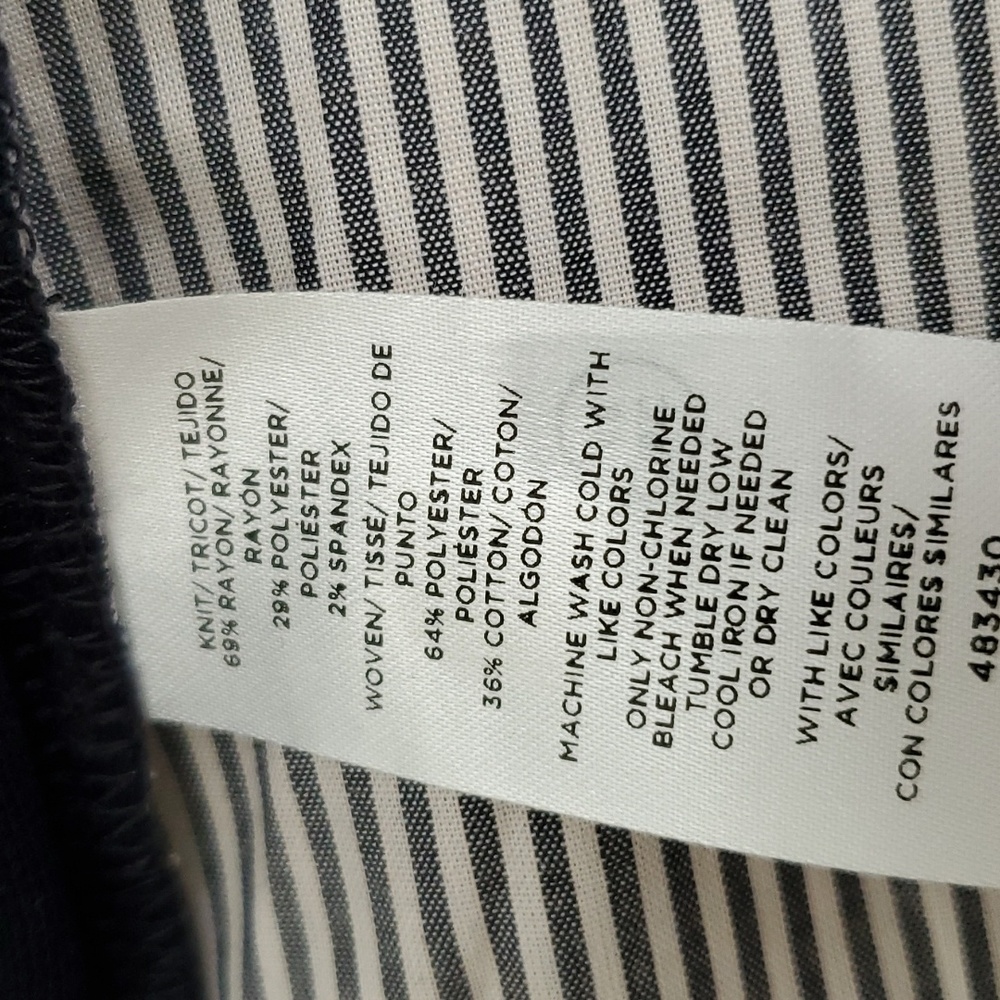 KNIT/ TRICOT/ TEJIDO
69% RAYON/ RAYONNE/
RAYÓN
29% POLYESTER/
POLIÉSTER
2% SPANDEX
WOVEN/ TISSÉ/ TEJIDO DE
PUNTO
64% POLYESTER/
POLIÉSTER
36% COTTON/ COTON/
ALGODÓN
MACHINE WASH COLD WITH
LIKE COLORS
ONLY NON-CHLORINE
BLEACH WHEN NEEDED
TUMBLE DRY LOW
COOL IRON IF NEEDED
OR DRY CLEAN
WITH LIKE COLORS/
AVEC COULEURS
SIMILAIRES/
CON COLORES SIMILARES
483430